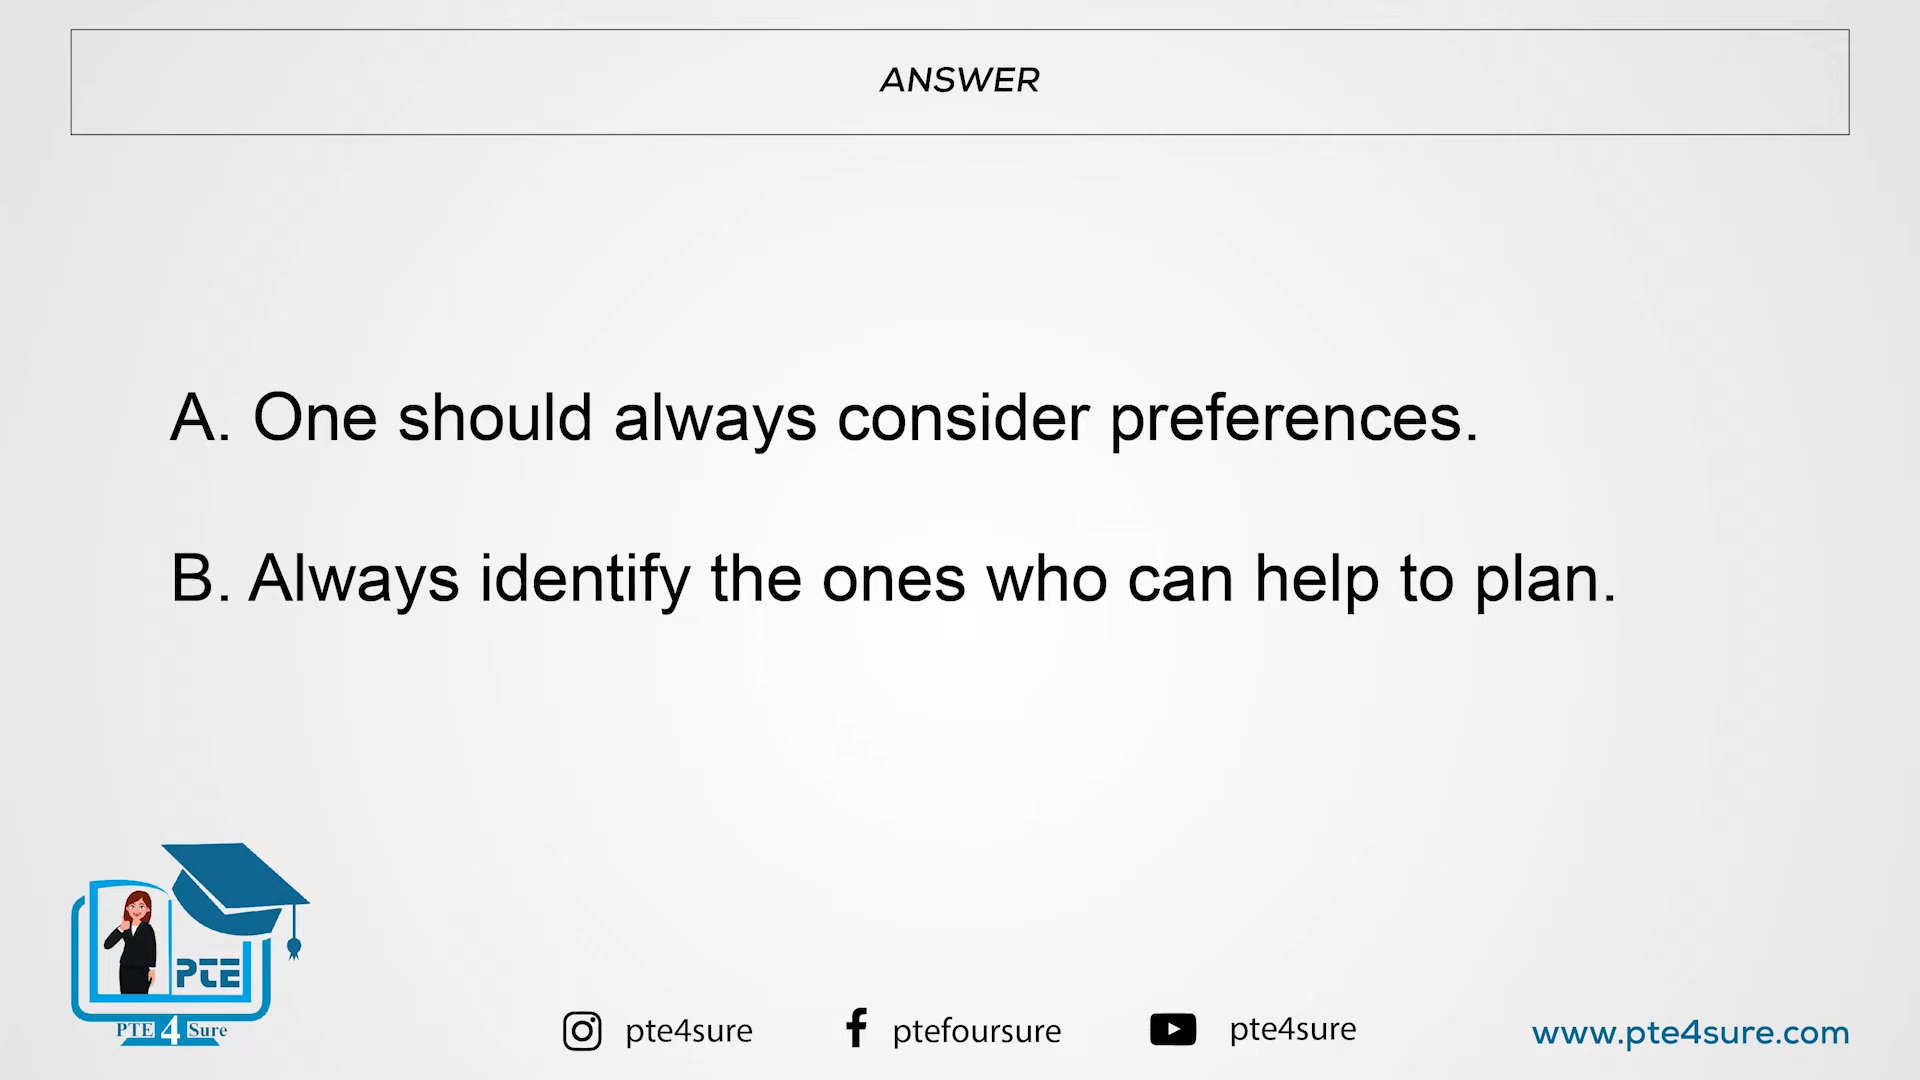 ANSWER
A. One should always consider preferences.
B. Always identify the ones who can help to plan.
PTE
PTE 4 Sure
pte4sure
ptefoursure
pte4sure
www.pte4sure.com